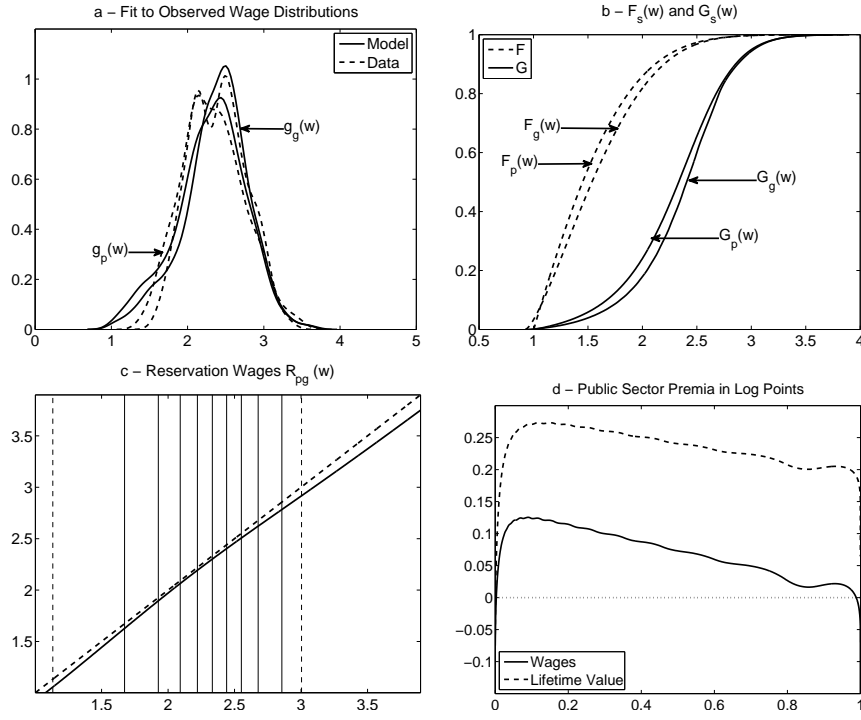 a – Fit to Observed Wage Distributions
Model
Data
g_g(w)
g_p(w)
1
0.8
0.6
0.4
0.2
0
0 1 2 3 4 5
b – F_s(w) and G_s(w)
F
G
F_g(w)
F_p(w)
G_g(w)
G_p(w)
1
0.8
0.6
0.4
0.2
0
0.5 1 1.5 2 2.5 3 3.5 4
c – Reservation Wages R_pg (w)
3.5
3
2.5
2
1.5
1.5 2 2.5 3 3.5
d – Public Sector Premia in Log Points
0.25
0.2
0.15
0.1
0.05
0
−0.05
−0.1
Wages
Lifetime Value
0 0.2 0.4 0.6 0.8 1